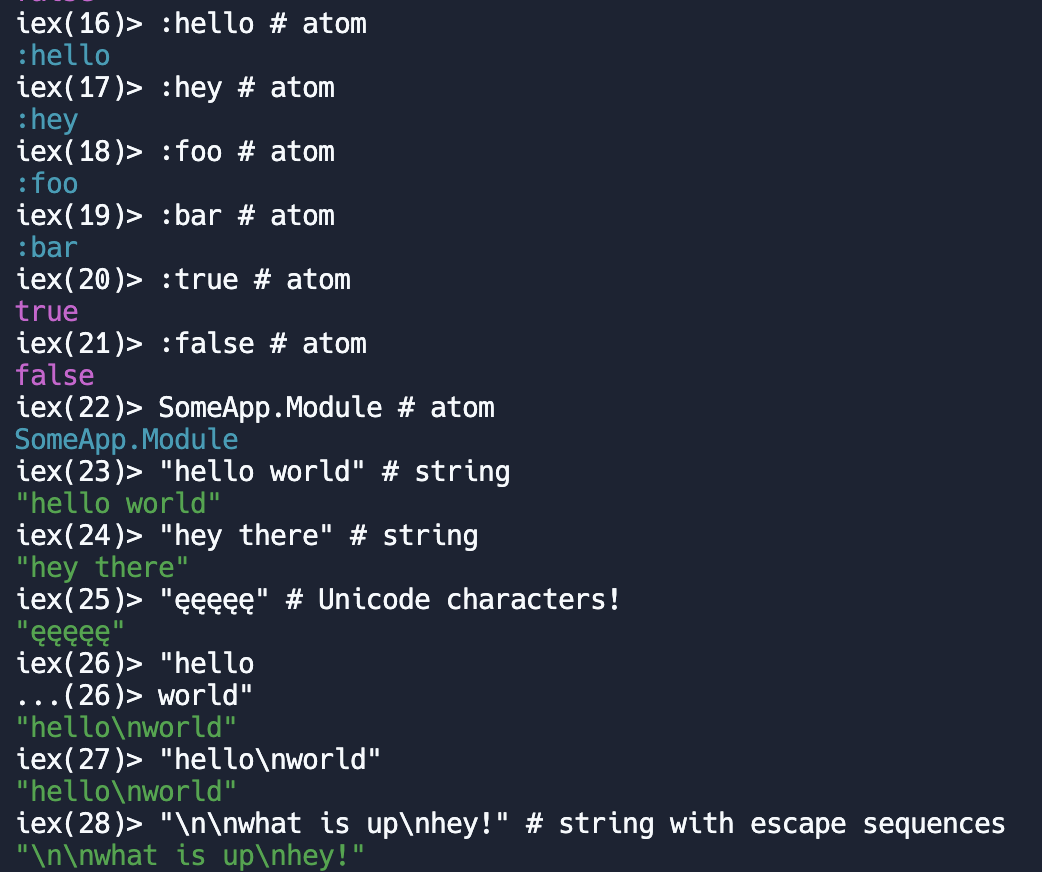 false
iex(16)> :hello # atom
:hello
iex(17)> :hey # atom
:hey
iex(18)> :foo # atom
:foo
iex(19)> :bar # atom
:bar
iex(20)> :true # atom
true
iex(21)> :false # atom
false
iex(22)> SomeApp.Module # atom
SomeApp.Module
iex(23)> "hello world" # string
"hello world"
iex(24)> "hey there" # string
"hey there"
iex(25)> "ęęęęę" # Unicode characters!
"ęęęęę"
iex(26)> "hello
...(26)> world"
"hello\nworld"
iex(27)> "hello\nworld"
"hello\nworld"
iex(28)> "\n\nwhat is up\nhey!" # string with escape sequences
"\n\nwhat is up\nhey!"